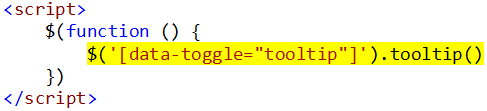 <script>
$(function () {
$('[data-toggle="tooltip"]').tooltip()
})
</script>